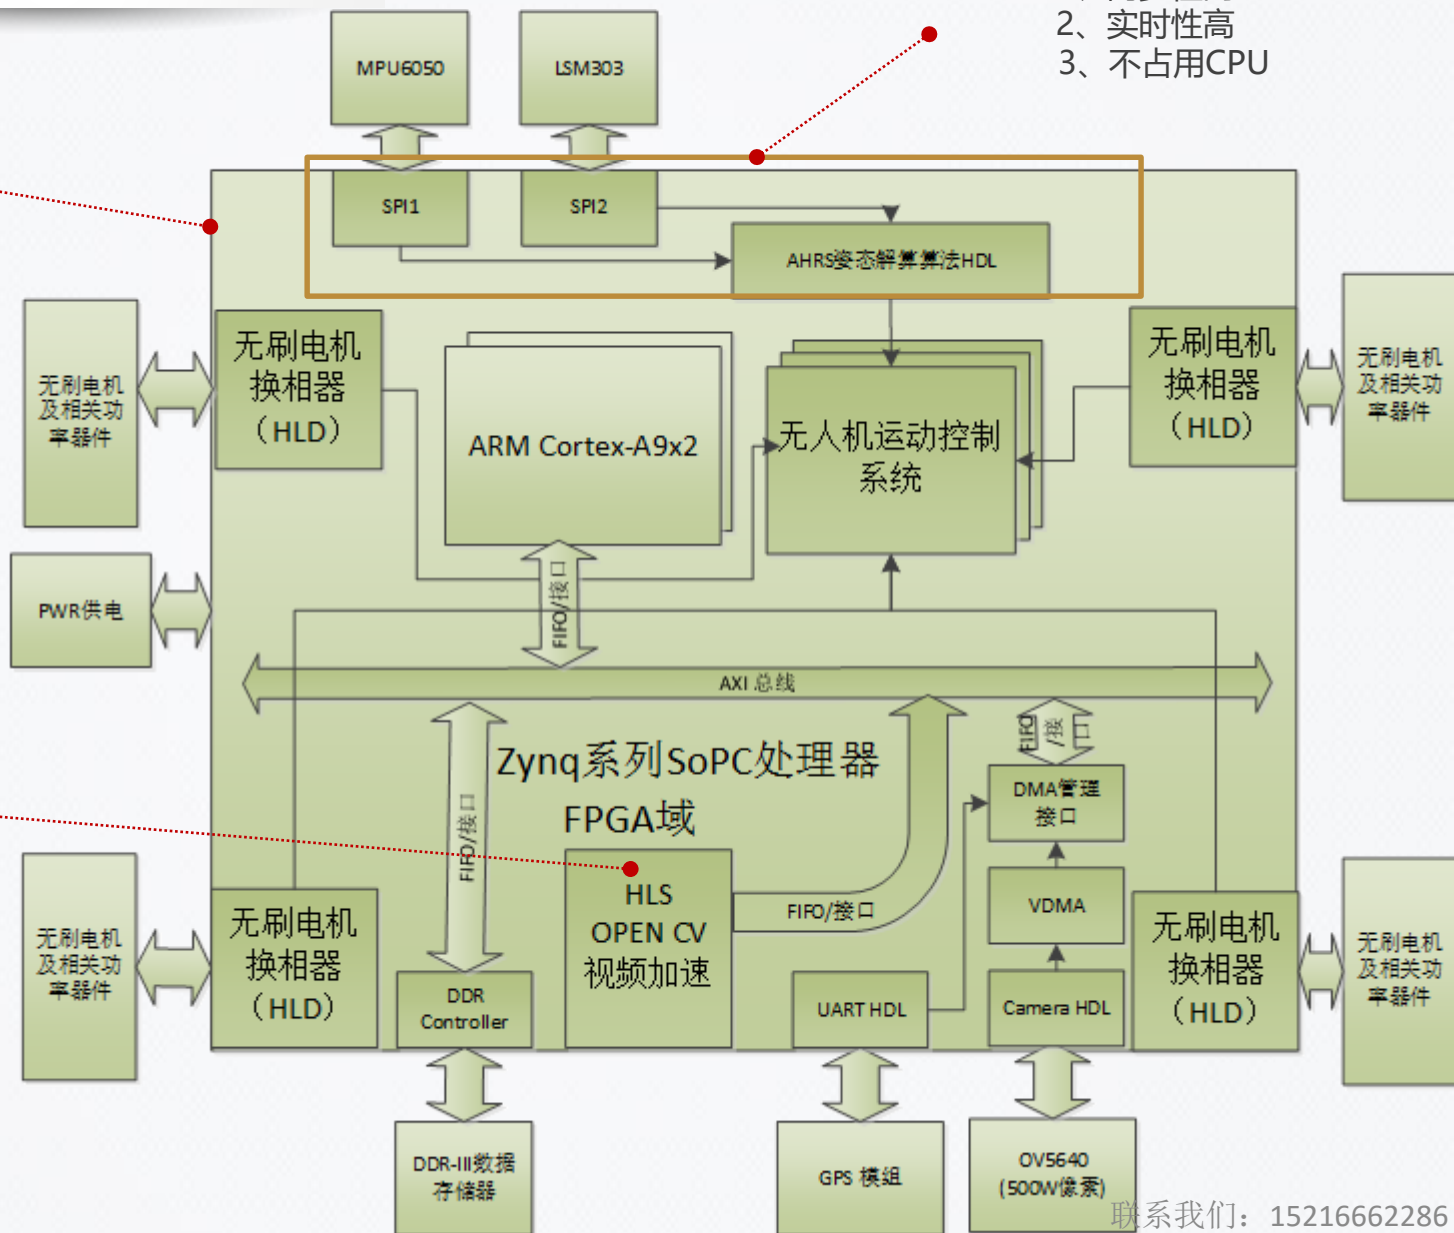 2、实时性高
3、不占用CPU
MPU6050
LSM303
SPI1
SPI2
AHRS姿态解算算法HDL
无刷电机
及相关功
率器件
无刷电机
换相器
（HLD）
ARM Cortex-A9x2
无人机运动控制
系统
无刷电机
换相器
（HLD）
无刷电机
及相关功
率器件
PWR供电
FIFO/接口
AXI 总线
Zynq系列SoPC处理器
FPGA域
FIFO/接口
FIFO
/接
口
DMA管理
接口
HLS
OPEN CV
视频加速
FIFO/接口
VDMA
无刷电机
及相关功
率器件
无刷电机
换相器
（HLD）
DDR
Controller
UART HDL
Camera HDL
无刷电机
换相器
（HLD）
无刷电机
及相关功
率器件
DDR-III数据
存储器
GPS 模组
OV5640
(500W像素)
联系我们：15216662286